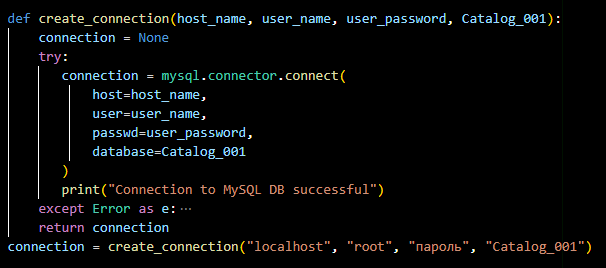 def create_connection(host_name, user_name, user_password, Catalog_001):
    connection = None
    try:
        connection = mysql.connector.connect(
            host=host_name,
            user=user_name,
            passwd=user_password,
            database=Catalog_001
        )
        print("Connection to MySQL DB successful")
    except Error as e:···
    return connection
connection = create_connection("localhost", "root", "пароль", "Catalog_001")